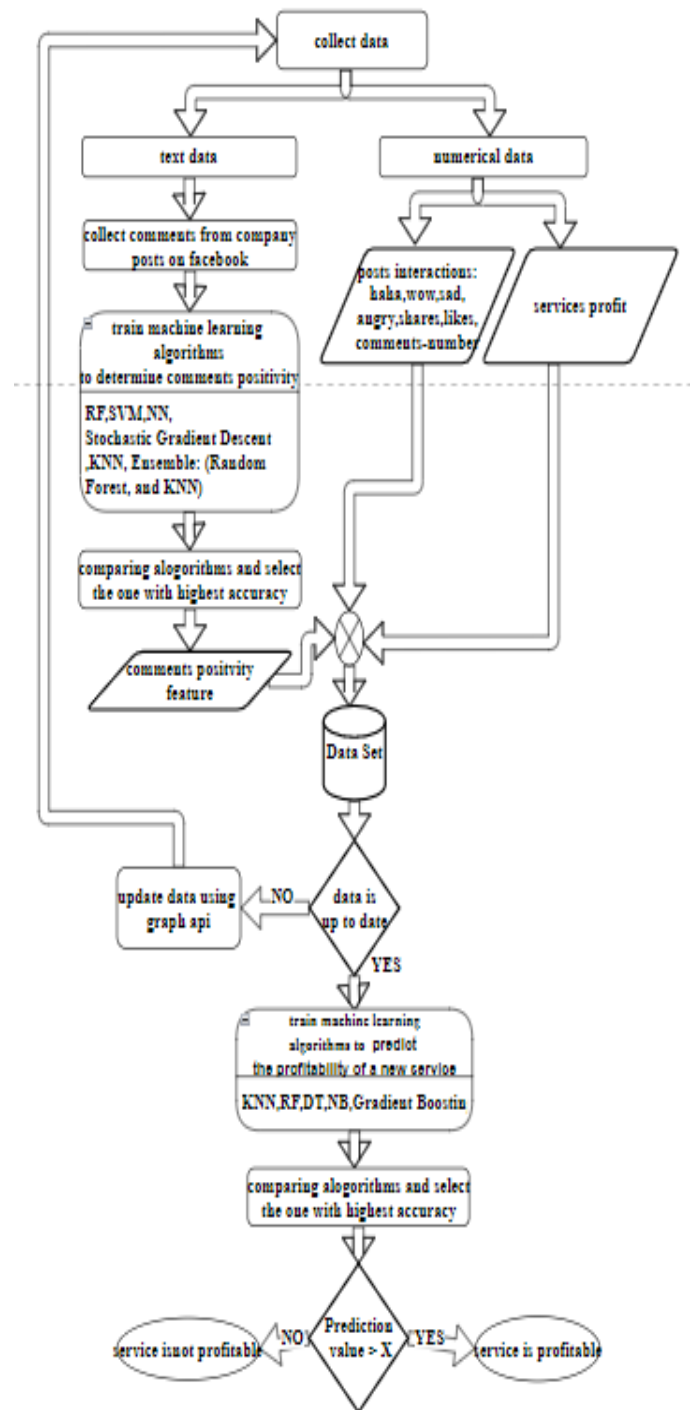 collect data
text data
numerical data
collect comments from company
posts on facebook
posts interactions:
haha,wow,sad,
angry,shares,likes,
comments-number
services profit
train machine learning
algorithms
to determine comments positivity
RF,SVM,NN,
Stochastic Gradient Descent
,KNN, Ensemble: (Random
Forest, and KNN)
comparing alogorithms and select
the one with highest accuracy
comments positvity
feature
Data Set
data is
up to date
NO
update data using
graph api
YES
train machine learning
algorithms to predict
the profitability of a new service
KNN,RF,DT,NB,Gradient Boostin
comparing alogorithms and select
the one with highest accuracy
Prediction
value > X
NO
service isnot profitable
YES
service is profitable